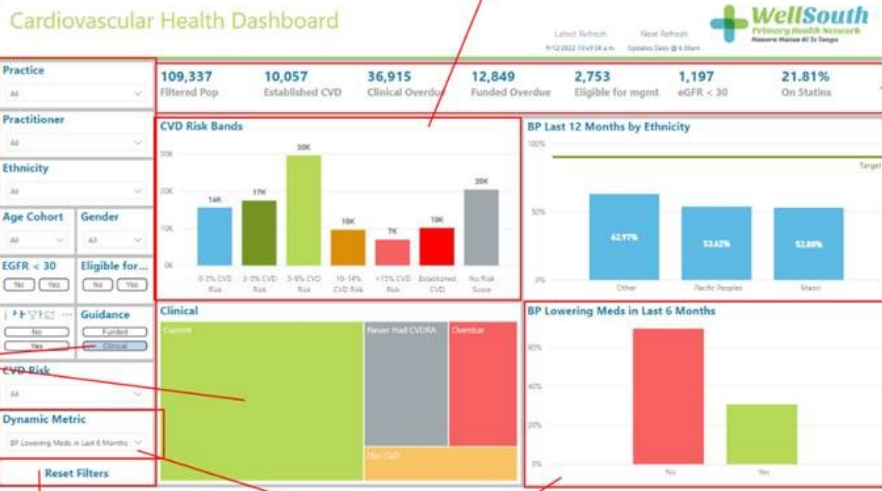 Cardiovascular Health Dashboard
Latest Refresh
Next Refresh
Updates Daily @ 6.30am
WellSouth
Primary Health Network
Hauora Matua Ki Te Tonga
Practice
All
Practitioner
All
Ethnicity
All
Age Cohort
Gender
All
All
EGFR < 30
Eligible for...
No
Yes
No
Yes
Guidance
No
Yes
Funded
Clinical
CVD Risk
All
Dynamic Metric
BP Lowering Meds in Last 6 Months
Reset Filters
109,337
Filtered Pop
10,057
Established CVD
36,915
Clinical Overdue
12,849
Funded Overdue
2,753
Eligible for mgmt
1,197
eGFR < 30
21.81%
On Statins
CVD Risk Bands
30K
20K
10K
0K
16K
17K
30K
10K
7K
10K
20K
0-3% CVD Risk
3-5% CVD Risk
5-9% CVD Risk
10-14% CVD Risk
>15% CVD Risk
Established CVD
No Risk Score
BP Last 12 Months by Ethnicity
100%
50%
0%
Target
62.97%
53.62%
52.80%
Other
Pacific Peoples
Maori
Clinical
Current
Never Had CVDRA
Overdue
Has CVD
BP Lowering Meds in Last 6 Months
60%
40%
20%
0%
No
Yes